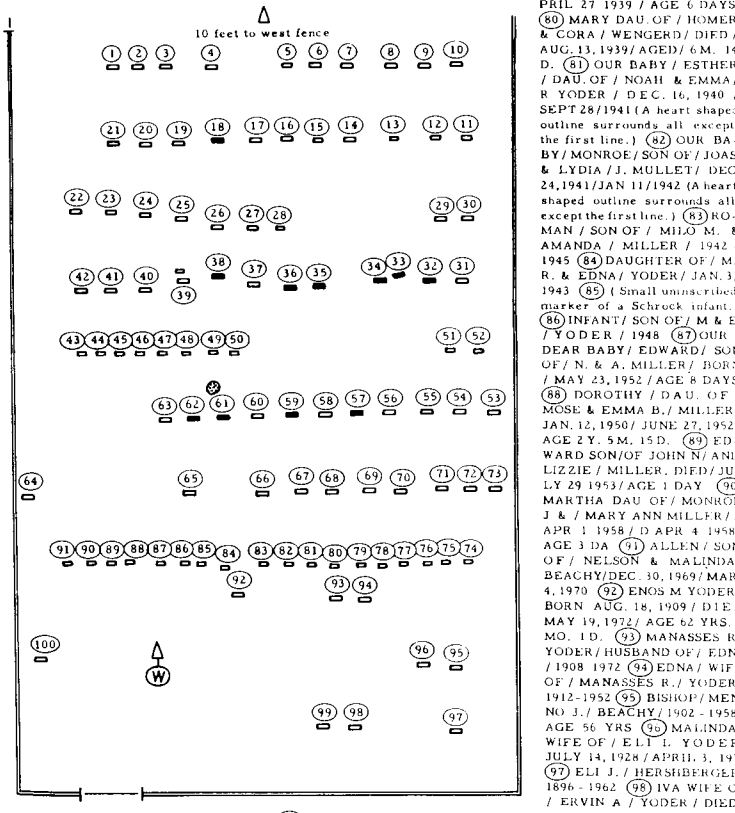 10 feet to west fence
1 2 3 4 5 6 7 8 9 10
21 20 19 18 17 16 15 14 13 12 11
22 23 24 25 26 27 28 29 30
42 41 40 39 38 37 36 35 34 33 32 31
43 44 45 46 47 48 49 50 51 52
63 62 61 60 59 58 57 56 55 54 53
64 65 66 67 68 69 70 71 72 73
91 90 89 88 87 86 85 84 83 82 81 80 79 78 77 76 75 74
92 93 94
100 96 95
W
99 98 97
PRIL 27 1939 / AGE 6 DAYS
80 MARY DAU. OF / HOMER
& CORA / WENGERD / DIED /
AUG. 13, 1939/ AGED/ 6 M. 14
D. 81 OUR BABY / ESTHER
/ DAU. OF / NOAH & EMMA/
R YODER / DEC. 16, 1940 /
SEPT 28/1941 (A heart shaped
outline surrounds all except
the first line.) 82 OUR BA-
BY/ MONROE/ SON OF / JOAS
& LYDIA / J. MULLET/ DEC
24, 1941/JAN 11/1942 (A heart
shaped outline surrounds all
except the first line.) 83 RO-
MAN / SON OF / MILO M. &
AMANDA / MILLER / 1942 -
1945 84 DAUGHTER OF / M.
R. & EDNA/ YODER/ JAN. 3,
1943 85 ( Small uninscribed
marker of a Schrock infant.
86 INFANT/ SON OF/ M & E
/ YODER / 1948 87 OUR
DEAR BABY/ EDWARD/ SON
OF/ N. & A. MILLER/ BORN
/ MAY 23, 1952 / AGE 8 DAYS
88 DOROTHY / DAU. OF
MOSE & EMMA B./ MILLER
JAN. 12, 1950/ JUNE 27, 1952
AGE 2 Y. 5 M. 15 D. 89 ED-
WARD SON/OF JOHN N/ AN
LIZZIE / MILLER. DIED/ JU
LY 29 1953/ AGE 1 DAY 90
MARTHA DAU OF/ MONROE
J & / MARY ANN MILLER/
APR 1 1958 / D APR 4 1958
AGE 3 DA 91 ALLEN / SON
OF / NELSON & MALINDA
BEACHY/DEC. 30, 1969/ MAR
4, 1970 92 ENOS M YODER
BORN AUG. 18, 1909 / DIE
MAY 19, 1972/ AGE 62 YRS.
MO. 1 D. 93 MANASSES R
YODER/ HUSBAND OF/ EDN
/ 1908 1972 94 EDNA/ WIF
OF / MANASSES R./ YODER
1912-1952 95 BISHOP/ MEN
NO J./ BEACHY/ 1902 - 1958
AGE 56 YRS 96 MALINDA
WIFE OF / ELI L YODER
JULY 14, 1928 / APRIL 3, 19
97 ELI J. / HERSHBERGER
1896 - 1962 98 IVA WIFE O
/ ERVIN A / YODER / DIED